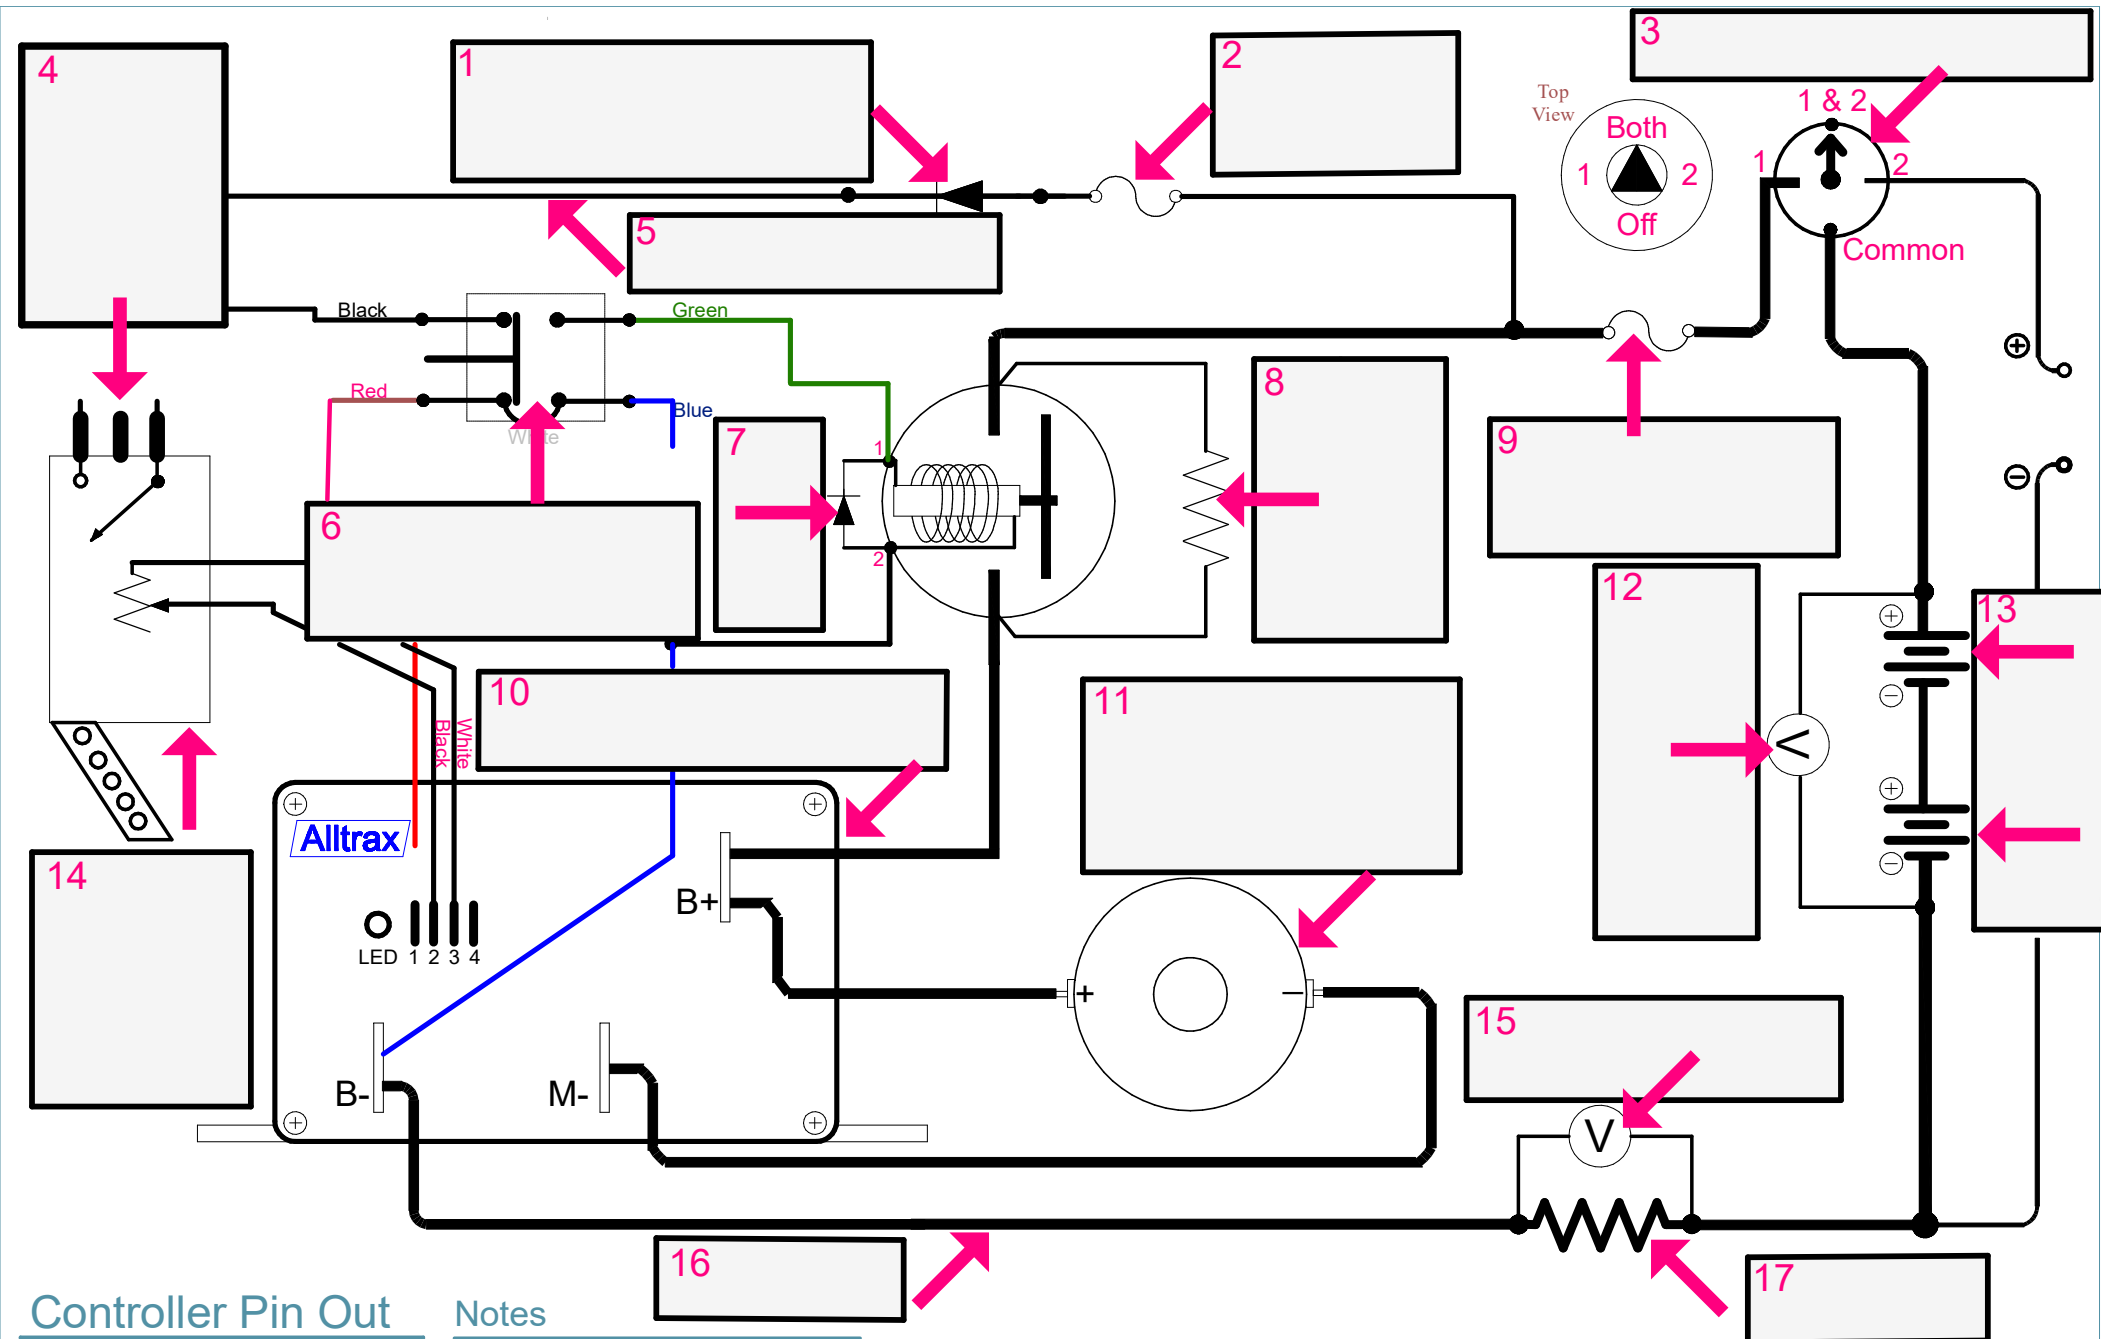 4
1
2
3
Top
View
1 & 2
Both
1
2
Off
1
2
Common
5
Black
Green
Red
Blue
White
7
8
9
1
2
6
12
13
+
−
+
−
+
−
V
10
11
White
Black
14
Alltrax
B+
LED 1 2 3 4
+
−
15
B-
M-
V
16
17
Controller Pin Out
Notes